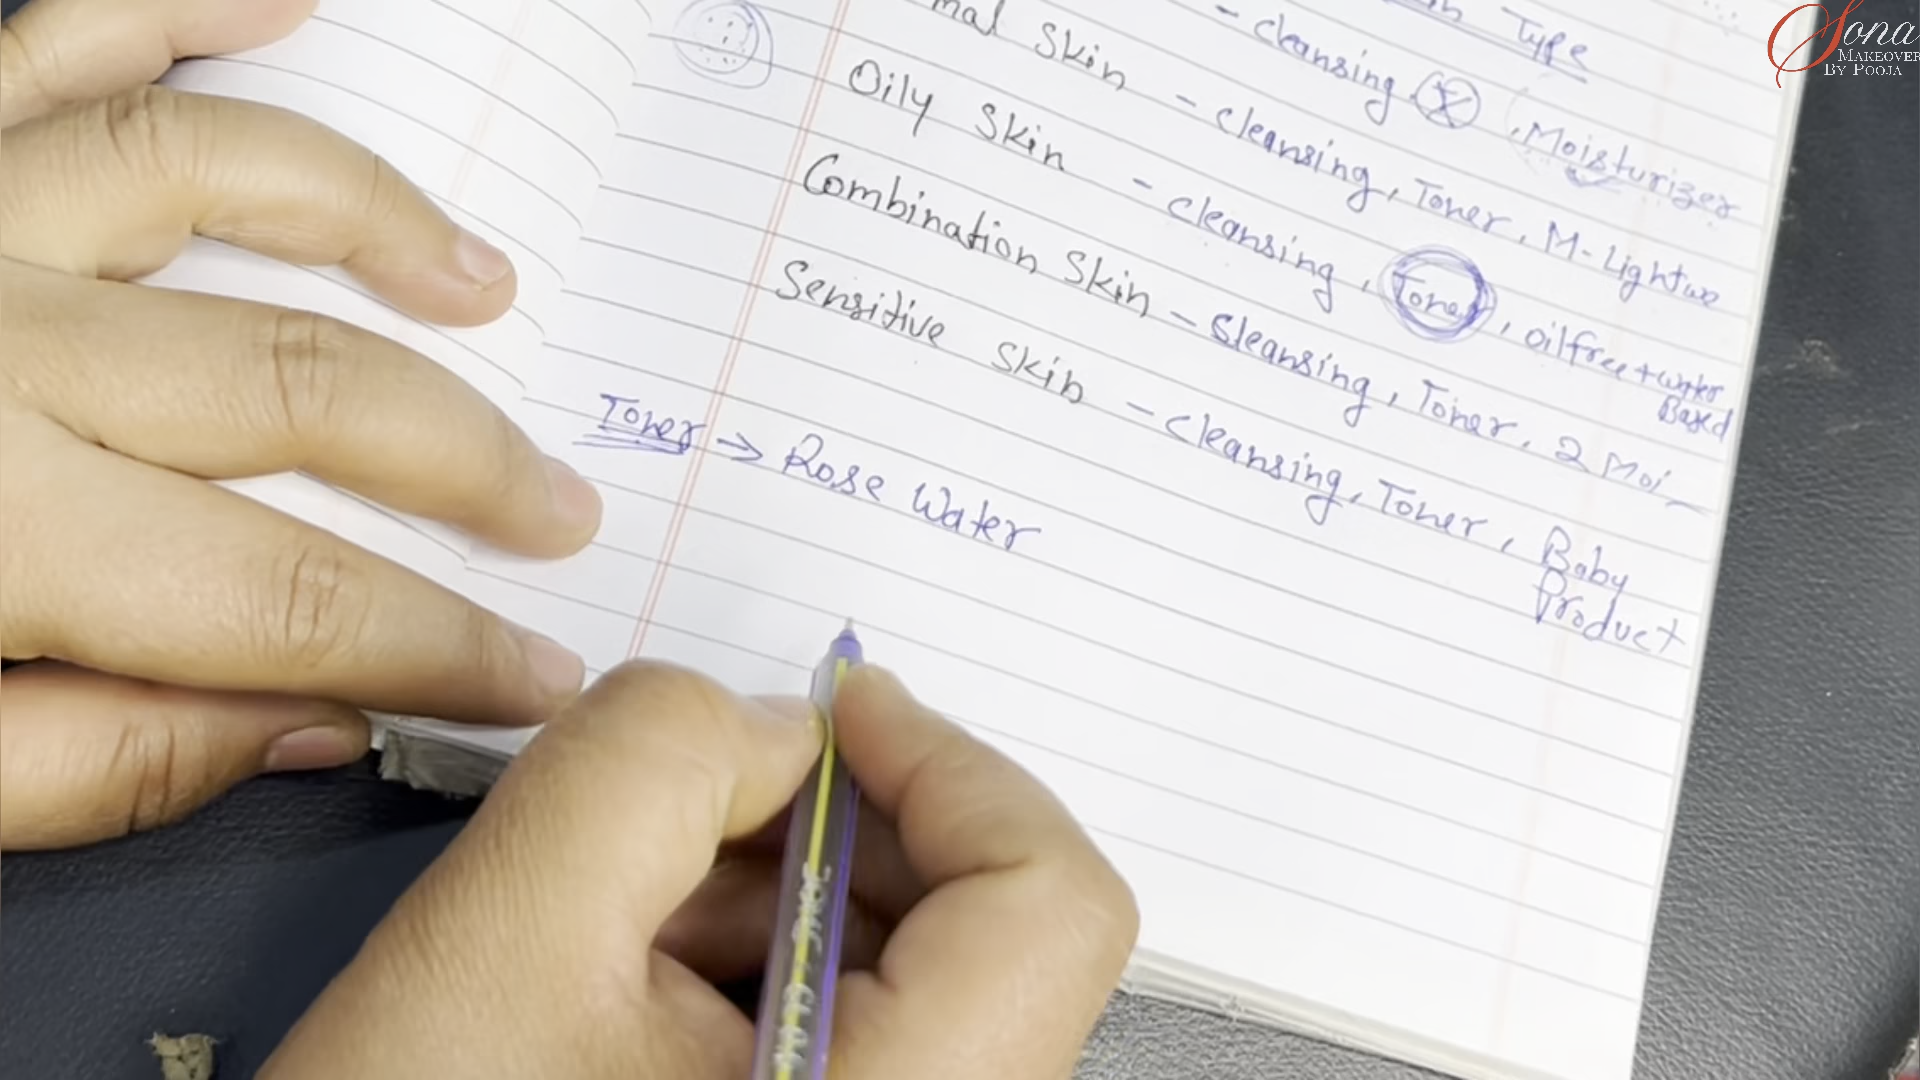 Type
- cleansing X , Moisturizer
mal Skin - cleansing, Toner, M-Lightwe
Oily Skin - cleansing, Toner, oilfree + water
Based
Combination Skin - Sleansing, Toner, 2 Moi -
Sensitive Skin - cleansing, Toner, Baby
Product
Toner → Rose Water
Sona
MAKEOVER
BY POOJA